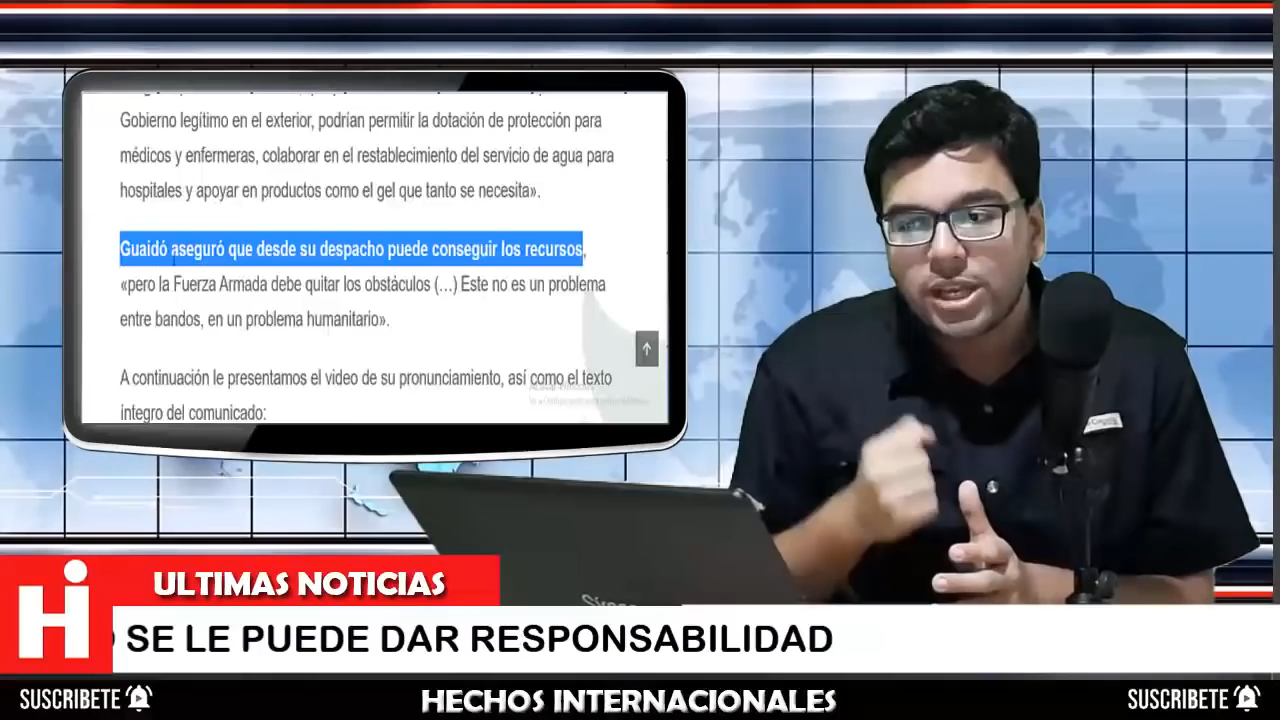 Gobierno legítimo en el exterior, podrían permitir la dotación de protección para
médicos y enfermeras, colaborar en el restablecimiento del servicio de agua para
hospitales y apoyar en productos como el gel que tanto se necesita».
Guaidó aseguró que desde su despacho puede conseguir los recursos,
«pero la Fuerza Armada debe quitar los obstáculos (…) Este no es un problema
entre bandos, en un problema humanitario».
A continuación le presentamos el video de su pronunciamiento, así como el texto
integro del comunicado:
Hi
ULTIMAS NOTICIAS
SE LE PUEDE DAR RESPONSABILIDAD
SUSCRIBETE
HECHOS INTERNACIONALES
SUSCRIBETE